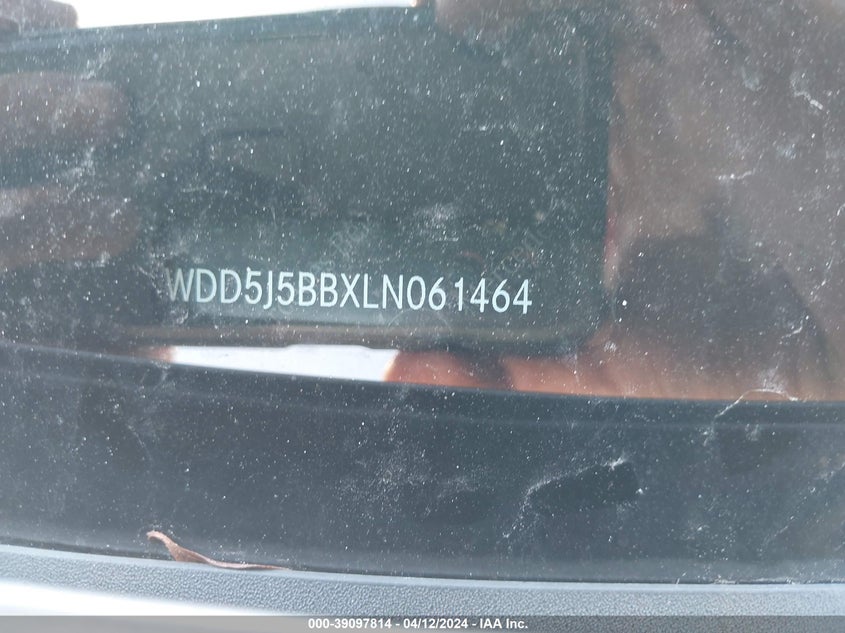 WDD5J5BBXLN061464
000-39097814 - 04/12/2024 - IAA Inc.